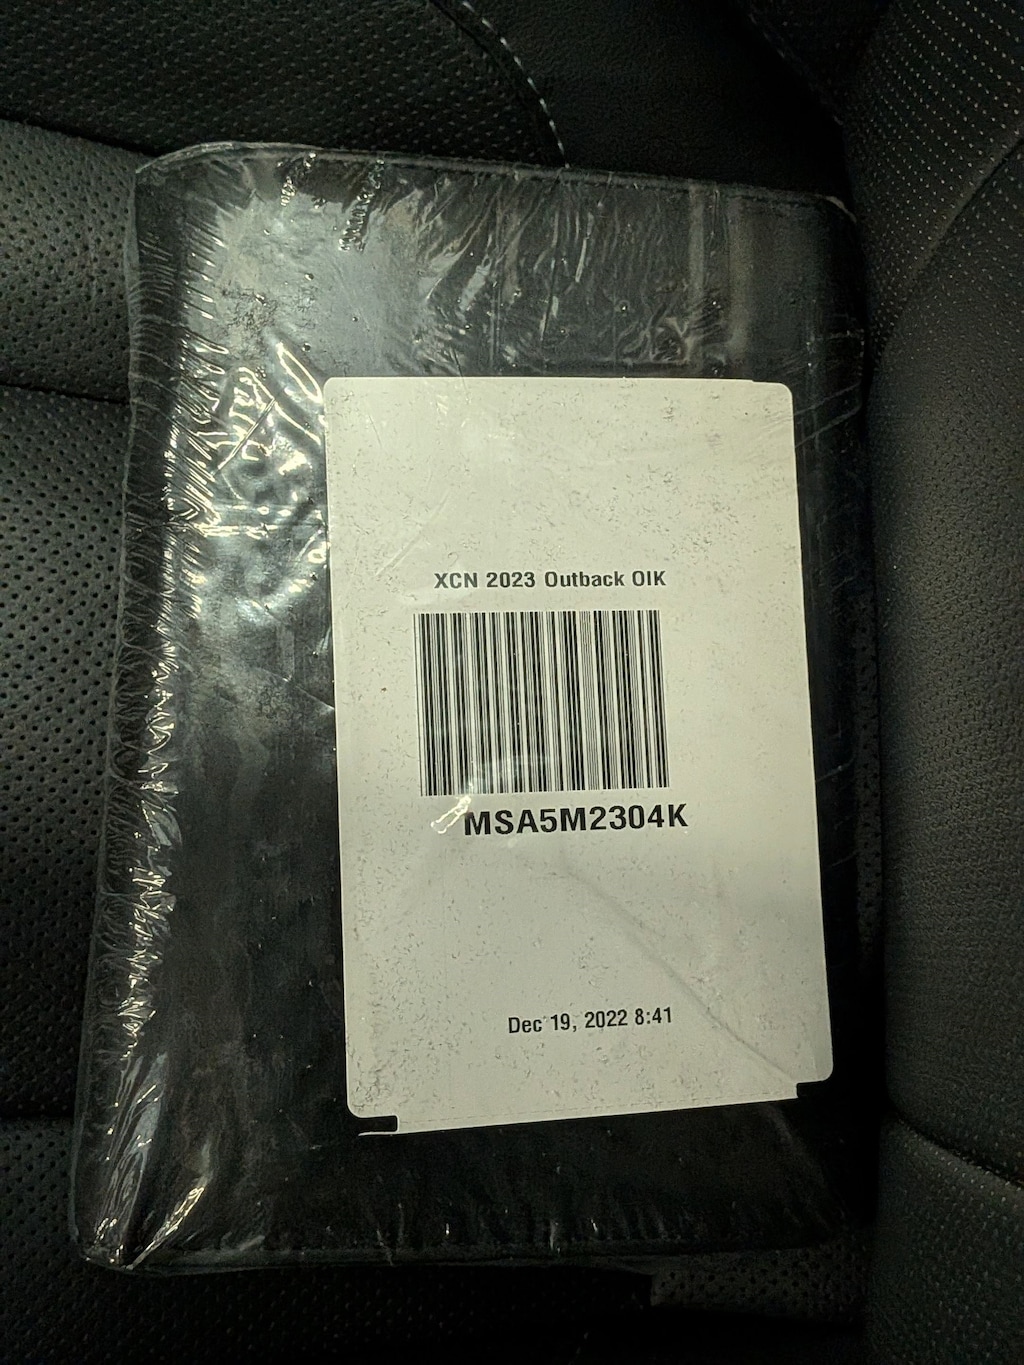 XCN 2023 Outback OIK
MSA5M2304K
Dec 19, 2022 8:41